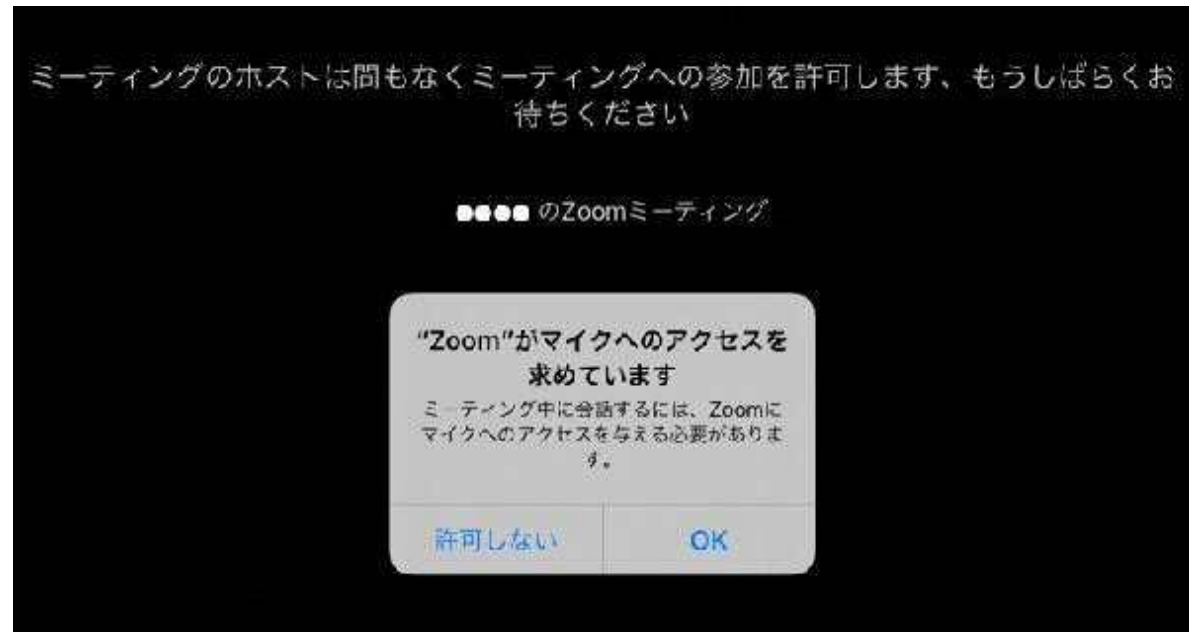 ミーティングのホストは間もなくミーティングへの参加を許可します、もうしばらくお
待ちください
●●●● のZoomミーティング
"Zoom"がマイクへのアクセスを
求めています
ミーティング中に会話するには、Zoomに
マイクへのアクセスを与える必要がありま
す。
許可しない
OK